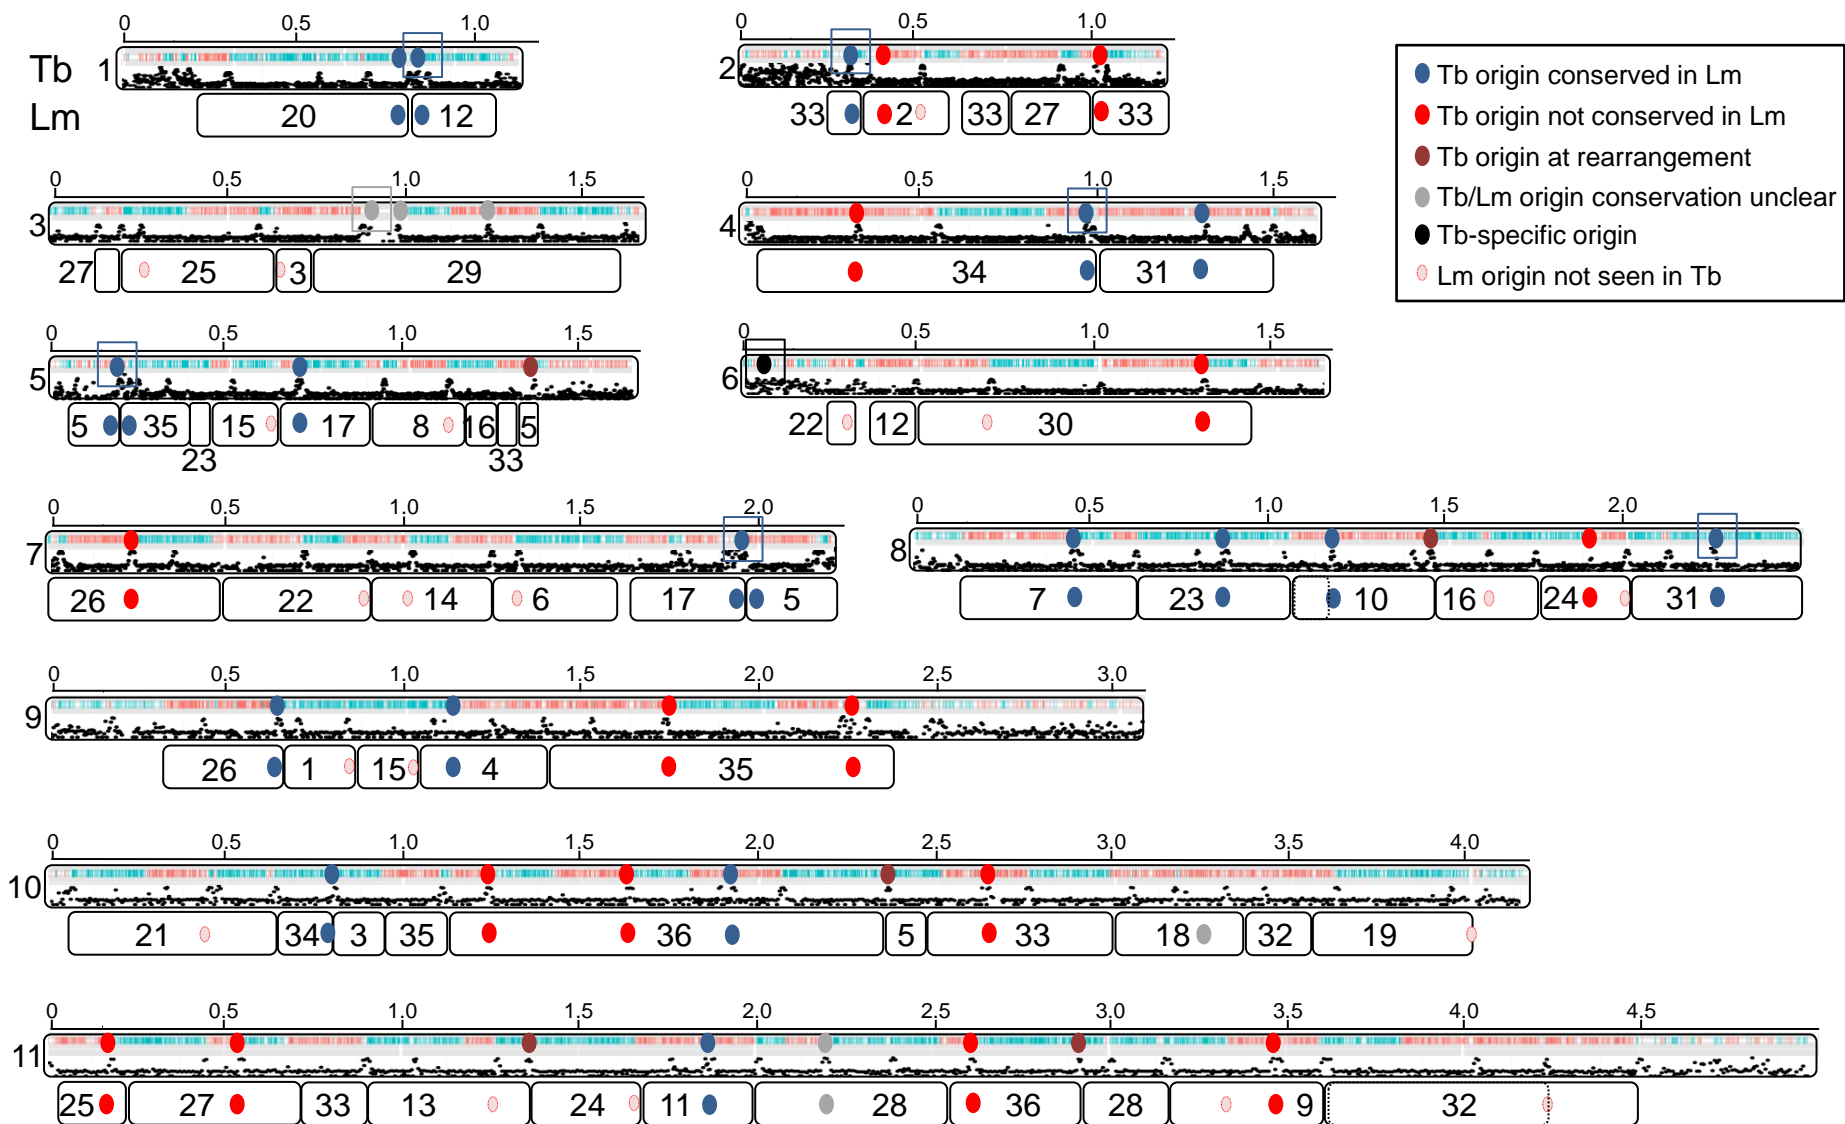 0 0.5 1.0
0 0.5 1.0
Tb 1
2
Lm 20 12
33 2 33 27 33
Tb origin conserved in Lm
Tb origin not conserved in Lm
Tb origin at rearrangement
Tb/Lm origin conservation unclear
Tb-specific origin
Lm origin not seen in Tb
0 0.5 1.0 1.5
0 0.5 1.0 1.5
3
4
27 25 3 29
34 31
0 0.5 1.0 1.5
0 0.5 1.0 1.5
5
6
5 35 15 17 8 16 5
23 33
22 12 30
0 0.5 1.0 1.5 2.0
0 0.5 1.0 1.5 2.0
7
8
26 22 14 6 17 5
7 23 10 16 24 31
0 0.5 1.0 1.5 2.0 2.5 3.0
9
26 1 15 4 35
0 0.5 1.0 1.5 2.0 2.5 3.0 3.5 4.0
10
21 34 3 35 36 5 33 18 32 19
0 0.5 1.0 1.5 2.0 2.5 3.0 3.5 4.0 4.5
11
25 27 33 13 24 11 28 36 28 9 32